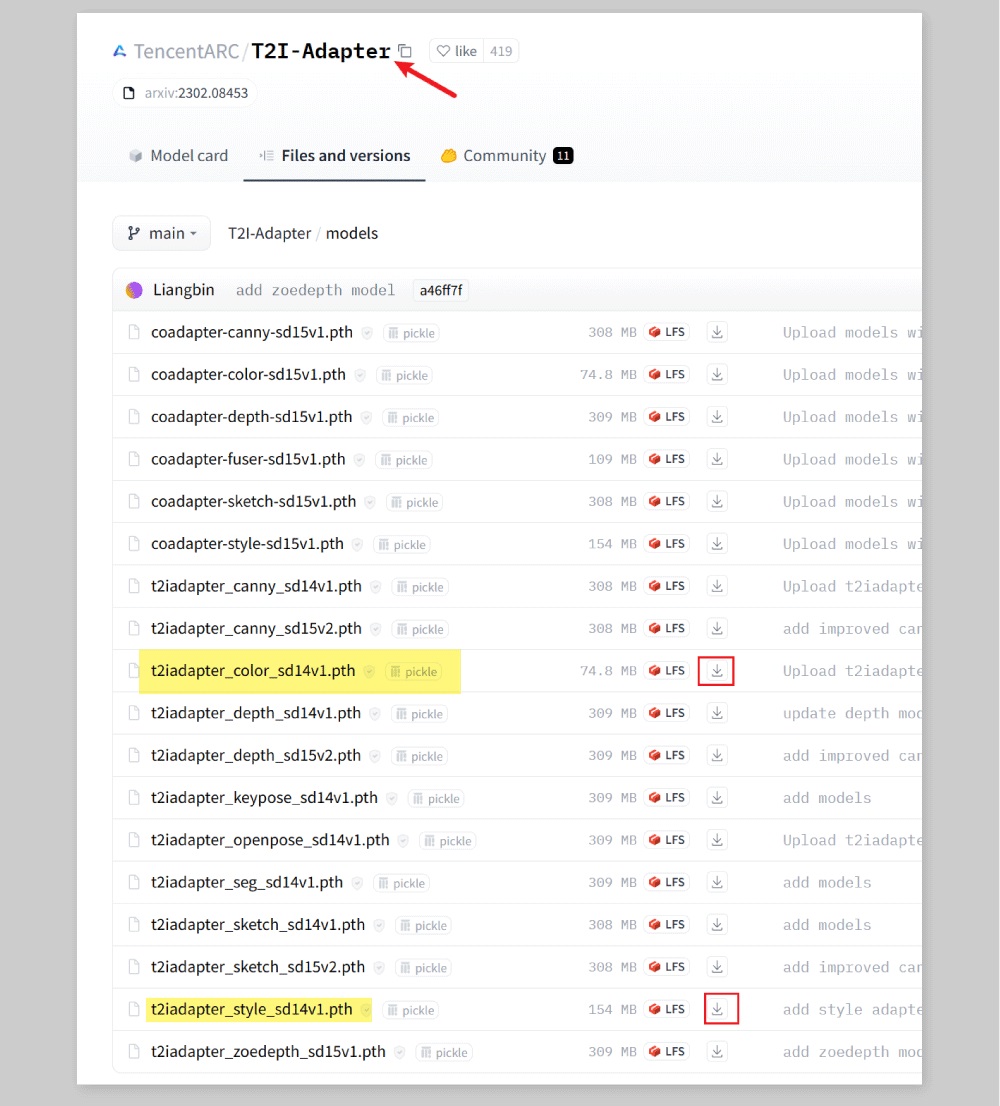 TencentARC/T2I-Adapter like 419
arxiv:2302.08453
Model card Files and versions Community 11
main T2I-Adapter / models
Liangbin add zoedepth model a46ff7f
coadapter-canny-sd15v1.pth pickle 308 MB LFS Upload models wi
coadapter-color-sd15v1.pth pickle 74.8 MB LFS Upload models wi
coadapter-depth-sd15v1.pth pickle 309 MB LFS Upload models wi
coadapter-fuser-sd15v1.pth pickle 109 MB LFS Upload models wi
coadapter-sketch-sd15v1.pth pickle 308 MB LFS Upload models wi
coadapter-style-sd15v1.pth pickle 154 MB LFS Upload models wi
t2iadapter_canny_sd14v1.pth pickle 308 MB LFS Upload t2iadapte
t2iadapter_canny_sd15v2.pth pickle 308 MB LFS add improved can
t2iadapter_color_sd14v1.pth pickle 74.8 MB LFS Upload t2iadapte
t2iadapter_depth_sd14v1.pth pickle 309 MB LFS update depth mod
t2iadapter_depth_sd15v2.pth pickle 309 MB LFS add improved can
t2iadapter_keypose_sd14v1.pth pickle 309 MB LFS add models
t2iadapter_openpose_sd14v1.pth pickle 309 MB LFS Upload t2iadapte
t2iadapter_seg_sd14v1.pth pickle 309 MB LFS add models
t2iadapter_sketch_sd14v1.pth pickle 308 MB LFS add models
t2iadapter_sketch_sd15v2.pth pickle 308 MB LFS add improved can
t2iadapter_style_sd14v1.pth pickle 154 MB LFS add style adapte
t2iadapter_zoedepth_sd15v1.pth pickle 309 MB LFS add zoedepth mod